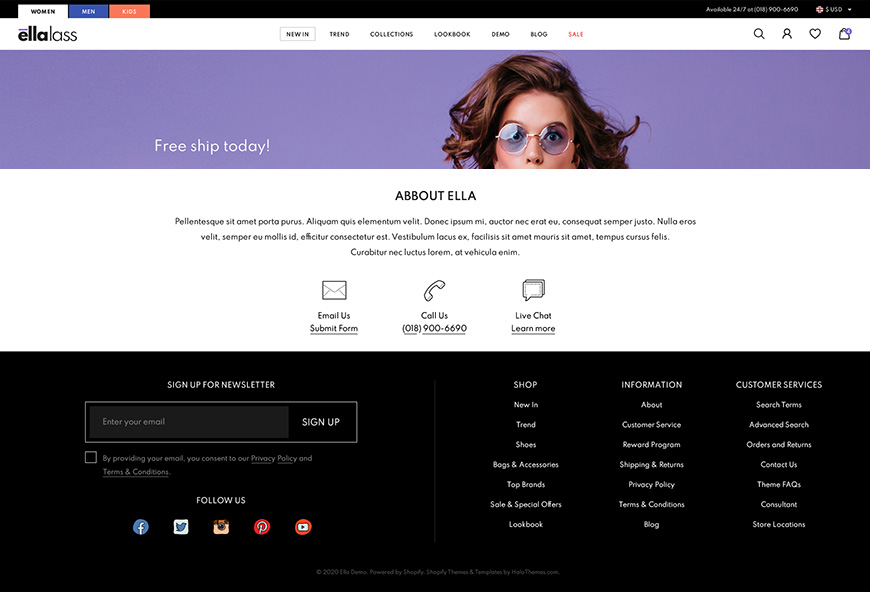 WOMEN MEN KIDS Available 24/7 at (018) 900-6690 $ USD
ellalass NEW IN TREND COLLECTIONS LOOKBOOK DEMO BLOG SALE
Free ship today!
ABBOUT ELLA
Pellentesque sit amet porta purus. Aliquam quis elementum velit. Donec ipsum mi, auctor nec erat eu, consequat semper justo. Nulla eros
velit, semper eu mollis id, efficitur consectetur est. Vestibulum lacus ex, facilisis sit amet mauris sit amet, tempus cursus felis.
Curabitur nec luctus lorem, at vehicula enim.
Email Us
Submit Form
Call Us
(018) 900-6690
Live Chat
Learn more
SIGN UP FOR NEWSLETTER
Enter your email SIGN UP
By providing your email, you consent to our Privacy Policy and
Terms & Conditions.
FOLLOW US
SHOP
New In
Trend
Shoes
Bags & Accessories
Top Brands
Sale & Special Offers
Lookbook
INFORMATION
About
Customer Service
Reward Program
Shipping & Returns
Privacy Policy
Terms & Conditions
Blog
CUSTOMER SERVICES
Search Terms
Advanced Search
Orders and Returns
Contact Us
Theme FAQs
Consultant
Store Locations
© 2020 Ella Demo. Powered by Shopify. Shopify Themes & Templates by HaloThemes.com.